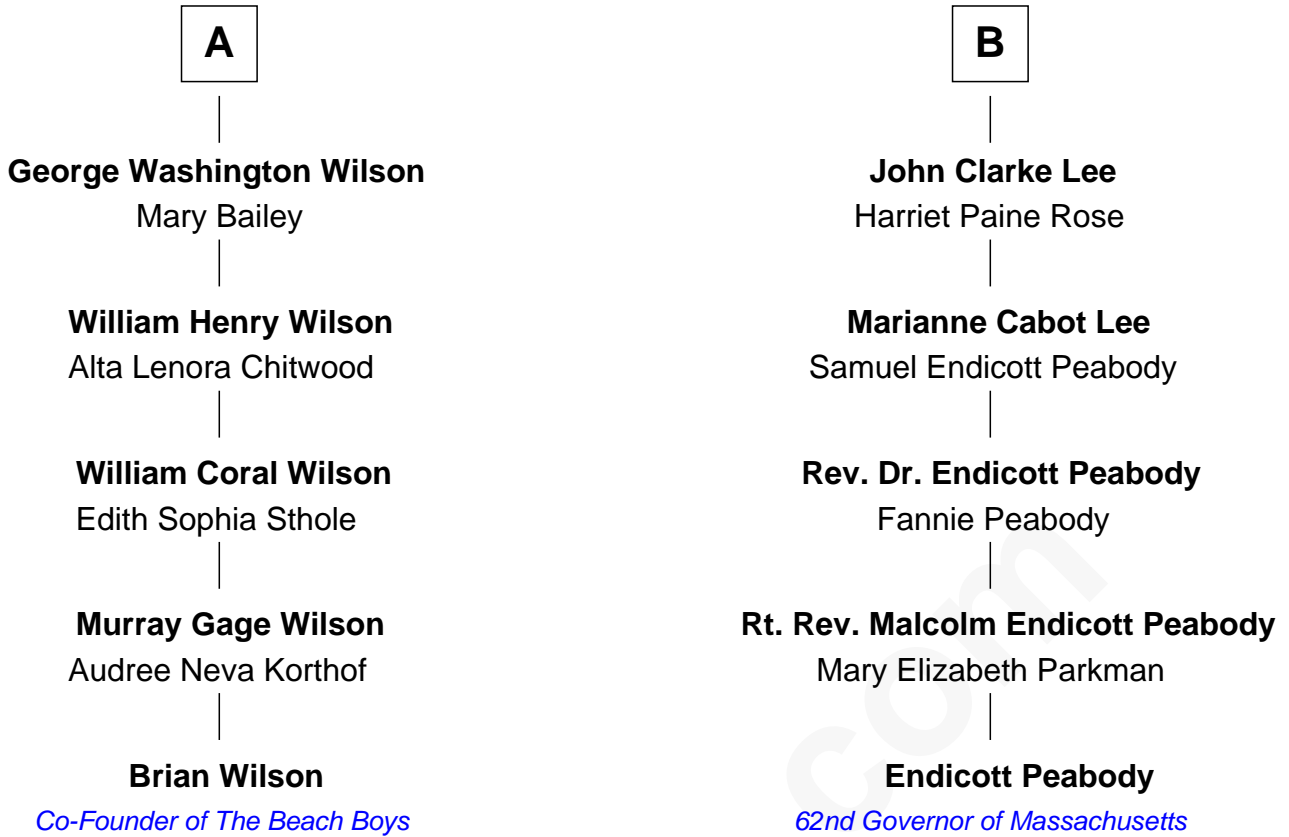 A
B
George Washington Wilson
Mary Bailey
John Clarke Lee
Harriet Paine Rose
William Henry Wilson
Alta Lenora Chitwood
Marianne Cabot Lee
Samuel Endicott Peabody
William Coral Wilson
Edith Sophia Sthole
Rev. Dr. Endicott Peabody
Fannie Peabody
Murray Gage Wilson
Audree Neva Korthof
Rt. Rev. Malcolm Endicott Peabody
Mary Elizabeth Parkman
Brian Wilson
Co-Founder of The Beach Boys
Endicott Peabody
62nd Governor of Massachusetts
com